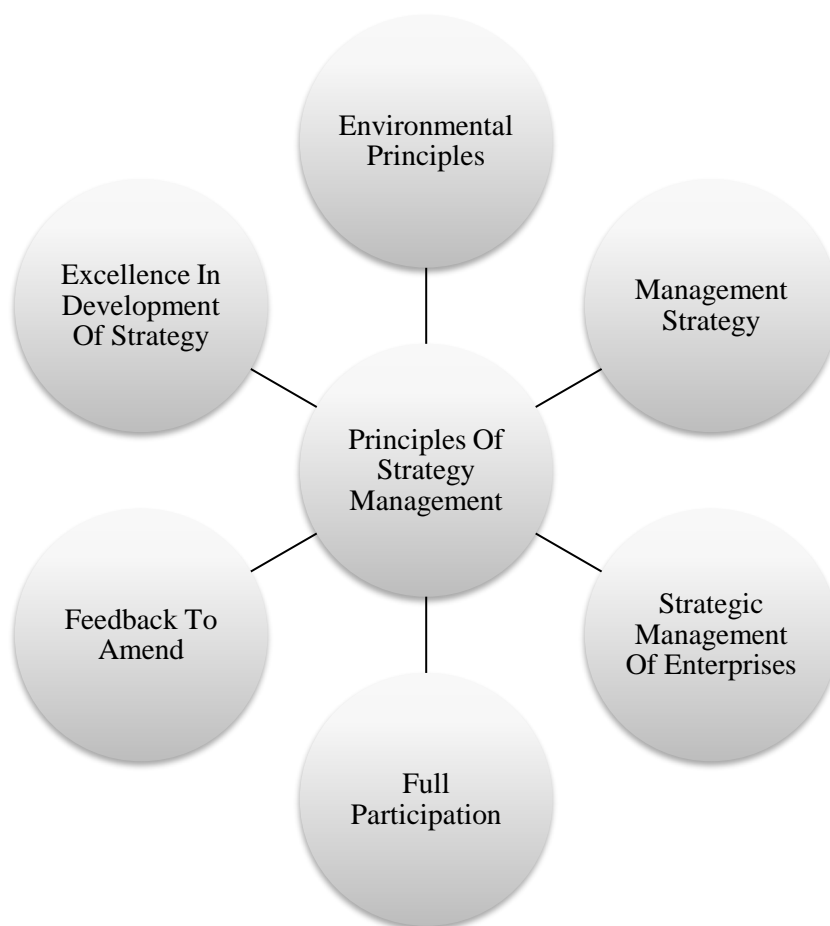 Environmental
Principles
Excellence In
Development
Of Strategy
Management
Strategy
Principles Of
Strategy
Management
Feedback To
Amend
Strategic
Management
Of Enterprises
Full
Participation